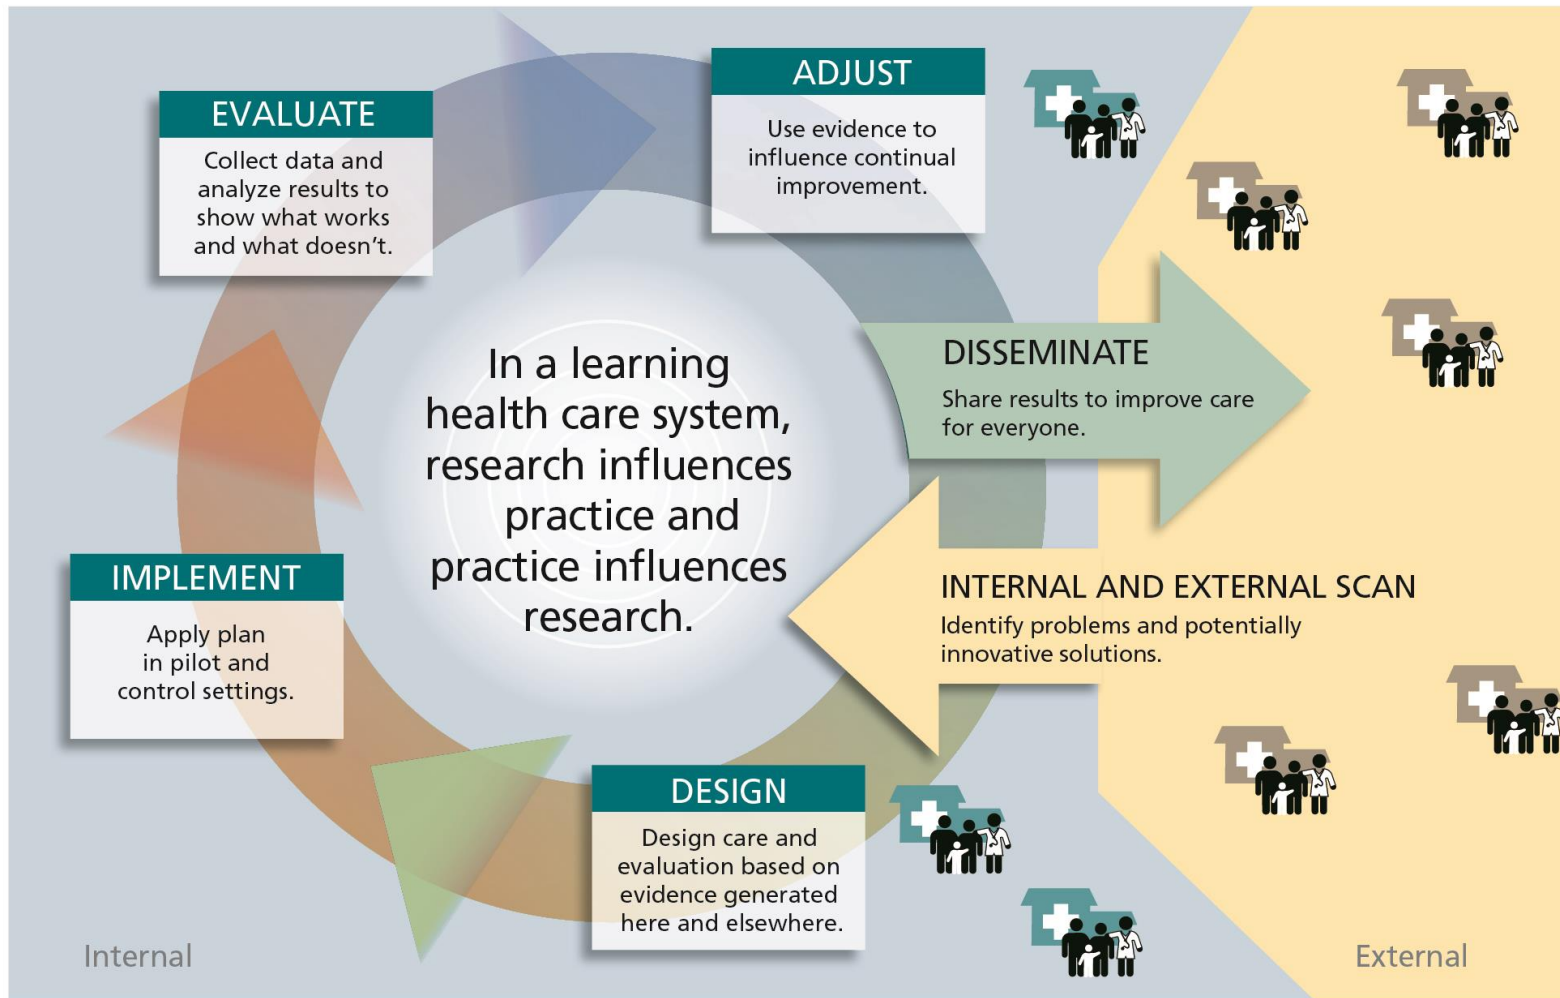 EVALUATE
Collect data and
analyze results to
show what works
and what doesn't.
ADJUST
Use evidence to
influence continual
improvement.
In a learning
health care system,
research influences
practice and
practice influences
research.
DISSEMINATE
Share results to improve care
for everyone.
INTERNAL AND EXTERNAL SCAN
Identify problems and potentially
innovative solutions.
IMPLEMENT
Apply plan
in pilot and
control settings.
DESIGN
Design care and
evaluation based on
evidence generated
here and elsewhere.
Internal
External